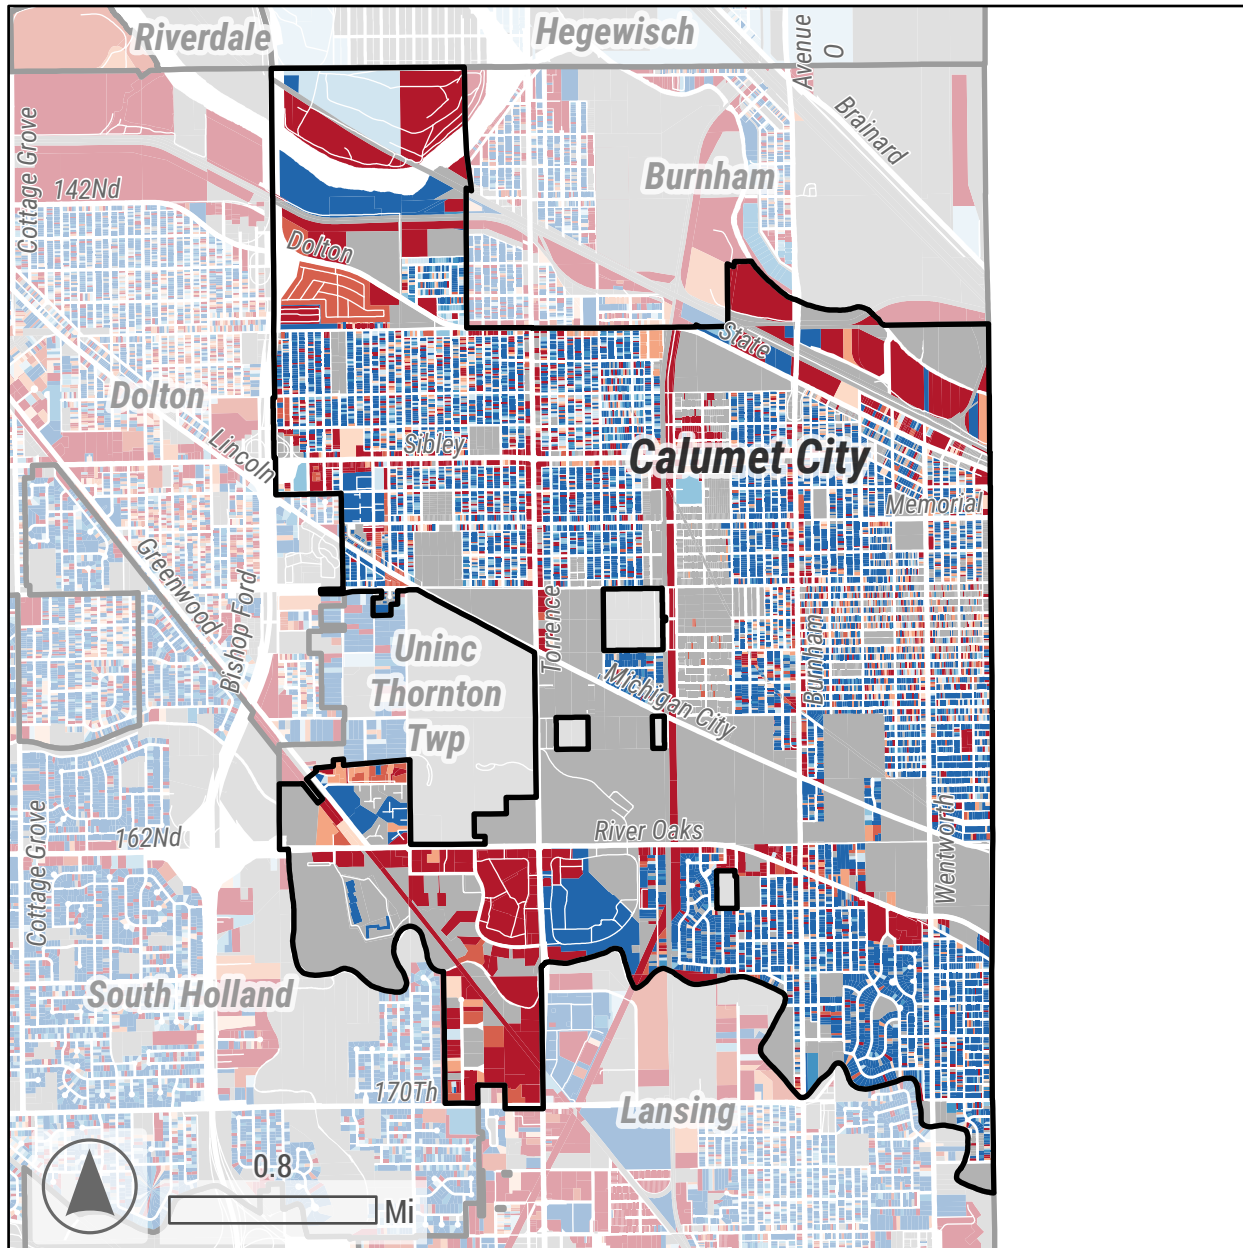 Riverdale
Hegewisch
Avenue
O
Brainard
Cottage Grove
142Nd
Burnham
Dolton
State
Dolton
Lincoln
Sibley
Calumet City
Memorial
Greenwood
Bishop Ford
Uninc
Thornton
Twp
Torrence
Michigan City
Burnham
162Nd
River Oaks
Cottage Grove
Wentworth
South Holland
170Th
Lansing
0.8
Mi